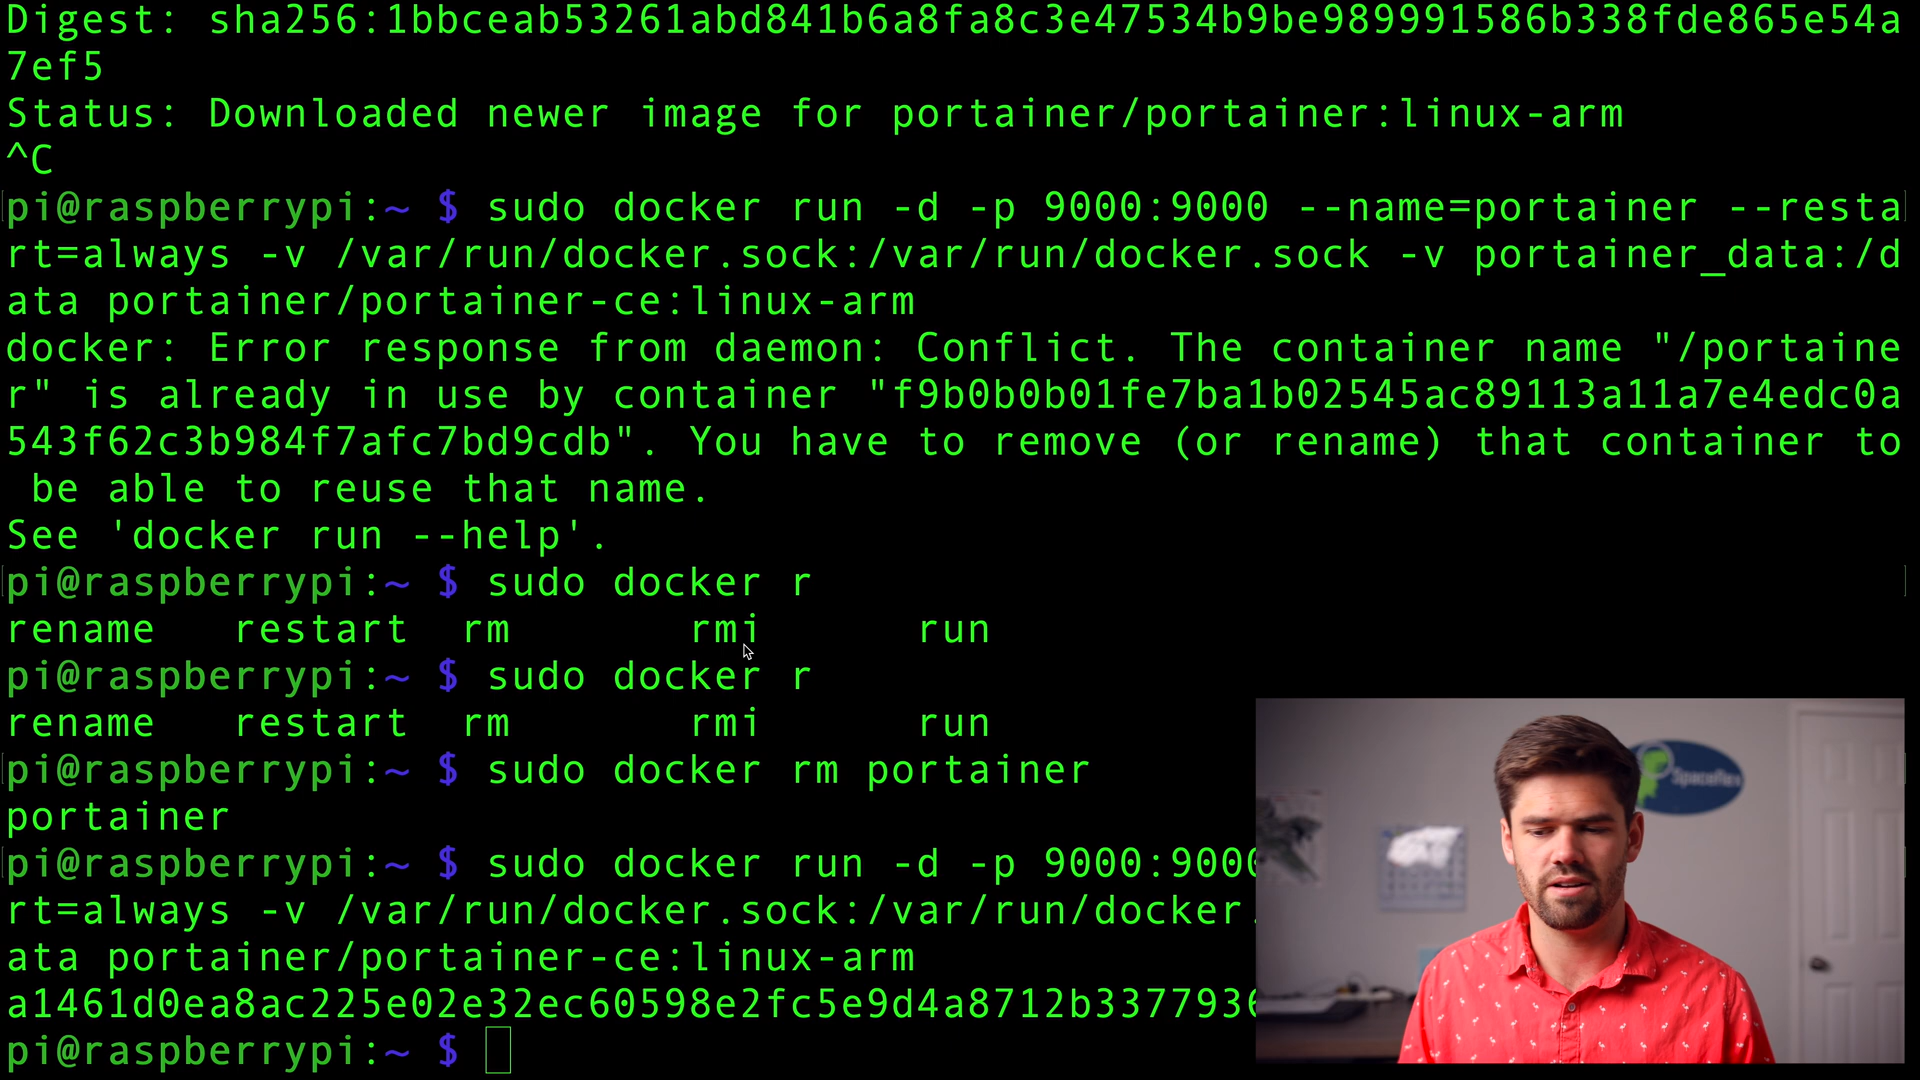 Digest: sha256:1bbceab53261abd841b6a8fa8c3e47534b9be989991586b338fde865e54a
7ef5
Status: Downloaded newer image for portainer/portainer:linux-arm
^C
pi@raspberrypi:~ $ sudo docker run -d -p 9000:9000 --name=portainer --resta
rt=always -v /var/run/docker.sock:/var/run/docker.sock -v portainer_data:/d
ata portainer/portainer-ce:linux-arm
docker: Error response from daemon: Conflict. The container name "/portaine
r" is already in use by container "f9b0b0b01fe7ba1b02545ac89113a11a7e4edc0a
543f62c3b984f7afc7bd9cdb". You have to remove (or rename) that container to
 be able to reuse that name.
See 'docker run --help'.
pi@raspberrypi:~ $ sudo docker r
rename   restart  rm       rmi      run
pi@raspberrypi:~ $ sudo docker r
rename   restart  rm       rmi      run
pi@raspberrypi:~ $ sudo docker rm portainer
portainer
pi@raspberrypi:~ $ sudo docker run -d -p 9000:9000
rt=always -v /var/run/docker:/var/run/docker.
ata portainer/portainer-ce:linux-arm
a1461d0ea8ac225e02e32ec60598e2fc5e9d4a8712b3377936
pi@raspberrypi:~ $
SpaceRex